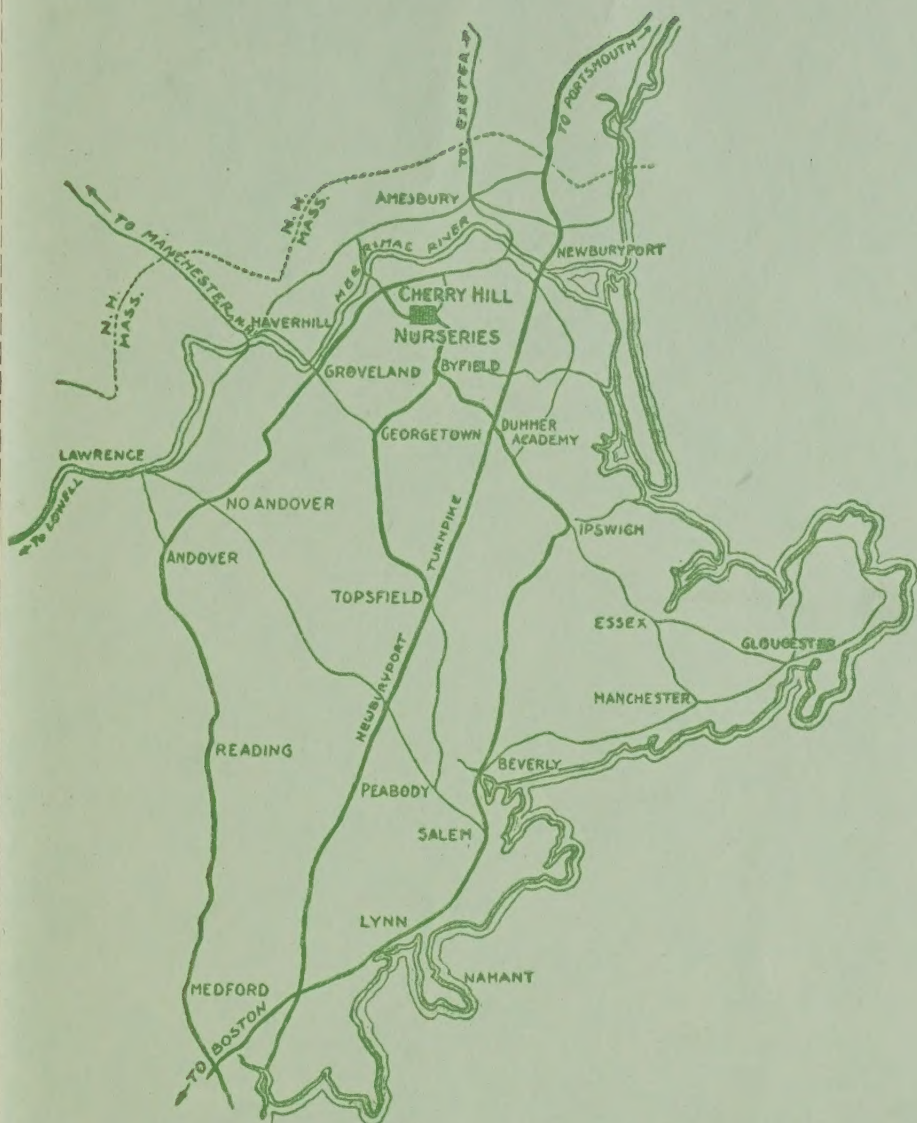 TO EXETER
TO PORTSMOUTH
AMESBURY
N.H.
MASS.
TO MANCHESTER N.H.
MERRIMAC RIVER
NEWBURYPORT
N.H.
MASS.
CHERRY HILL
NURSERIES
HAVERHILL
GROVELAND
BYFIELD
GEORGETOWN
DUMMER
ACADEMY
LAWRENCE
TO LOWELL
NO ANDOVER
ANDOVER
IPSWICH
TURNPIKE
TOPSFIELD
ESSEX
GLOUCESTER
NEWBURYPORT
MANCHESTER
READING
BEVERLY
PEABODY
SALEM
LYNN
NAHANT
MEDFORD
TO BOSTON